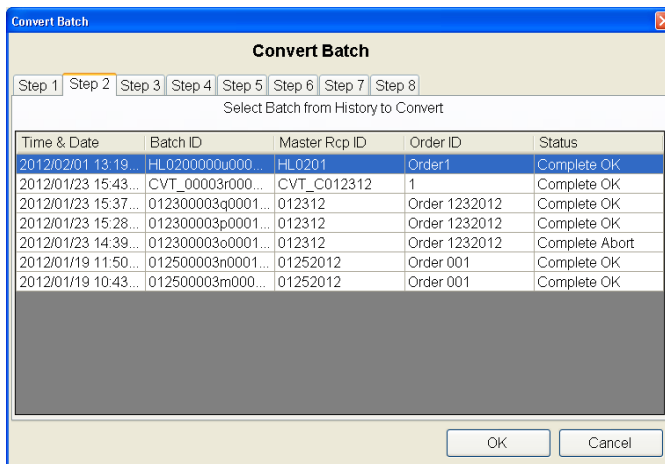 Convert Batch
Convert Batch
Step 1 Step 2 Step 3 Step 4 Step 5 Step 6 Step 7 Step 8
Select Batch from History to Convert
Time & Date Batch ID Master Rcp ID Order ID Status
2012/02/01 13:19... HL0200000u000... HL0201 Order1 Complete OK
2012/01/23 15:43... CVT_00003r000... CVT_C012312 1 Complete OK
2012/01/23 15:37... 012300003q0001... 012312 Order 1232012 Complete OK
2012/01/23 15:28... 012300003p0001... 012312 Order 1232012 Complete OK
2012/01/23 14:39... 012300003o0001... 012312 Order 1232012 Complete Abort
2012/01/19 11:50... 012500003n0001... 01252012 Order 001 Complete OK
2012/01/19 10:43... 012500003m000... 01252012 Order 001 Complete OK
OK Cancel